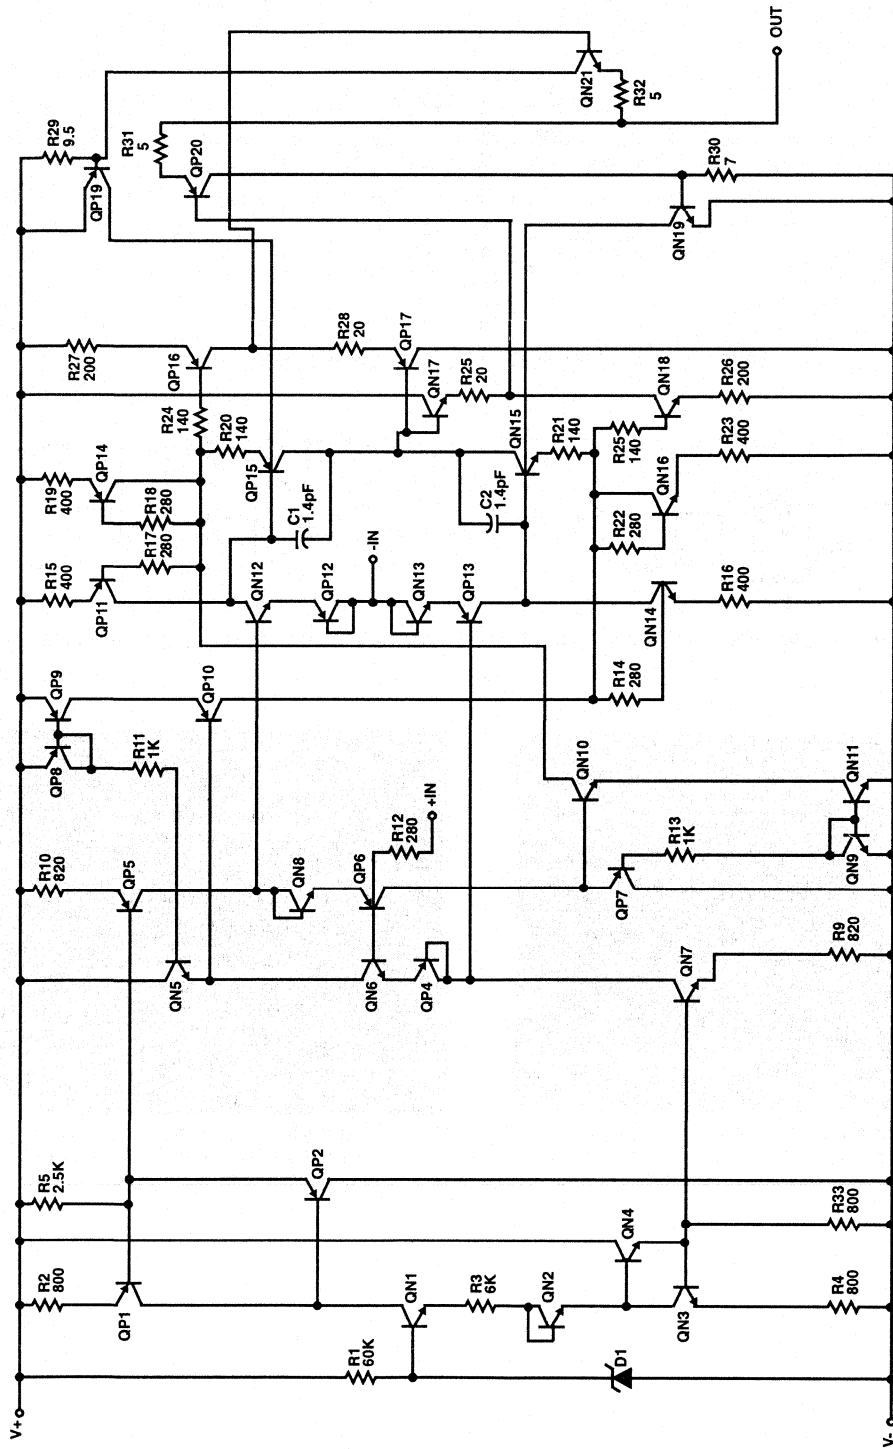 V+
R1
60K
D1
V-
R2
800
QP1
QN1
R3
6K
QN2
QN3
R4
800
R5
2.5K
QP2
QN4
R33
800
QN5
QN6
QP4
QN7
R9
820
R10
820
QP5
QN8
QP6
R12
280
+IN
QP7
R13
1K
QN9
QN10
QN11
QP8
QP9
R11
1K
QP10
R14
280
R15
400
QP11
R17
280
QN12
QP12
-IN
QN13
QP13
QN14
R16
400
R19
400
QP14
R18
280
C1
1.4pF
C2
1.4pF
R22
280
QN16
R23
400
R24
140
R20
140
QP15
QN15
R21
140
R25
140
R27
200
QP16
R28
20
QP17
QN17
R25
20
QN18
R26
200
R29
9.5
QP19
R31
5
QP20
QN19
R30
7
QN21
R32
5
OUT